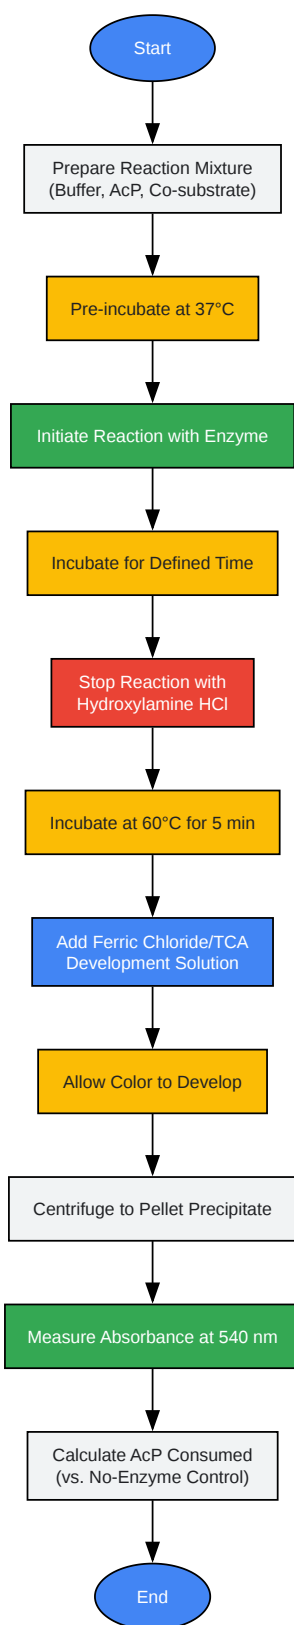 Start
Prepare Reaction Mixture
(Buffer, AcP, Co-substrate)
Pre-incubate at 37°C
Initiate Reaction with Enzyme
Incubate for Defined Time
Stop Reaction with
Hydroxylamine HCl
Incubate at 60°C for 5 min
Add Ferric Chloride/TCA
Development Solution
Allow Color to Develop
Centrifuge to Pellet Precipitate
Measure Absorbance at 540 nm
Calculate AcP Consumed
(vs. No-Enzyme Control)
End